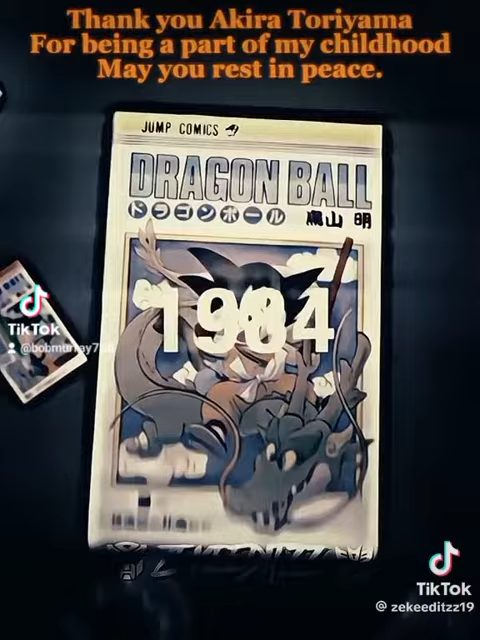 Thank you Akira Toriyama
For being a part of my childhood
May you rest in peace.
JUMP COMICS
DRAGON BALL
ドラゴンボール 鳥山明
1984
TikTok
TikTok
@ zekeeditzz19